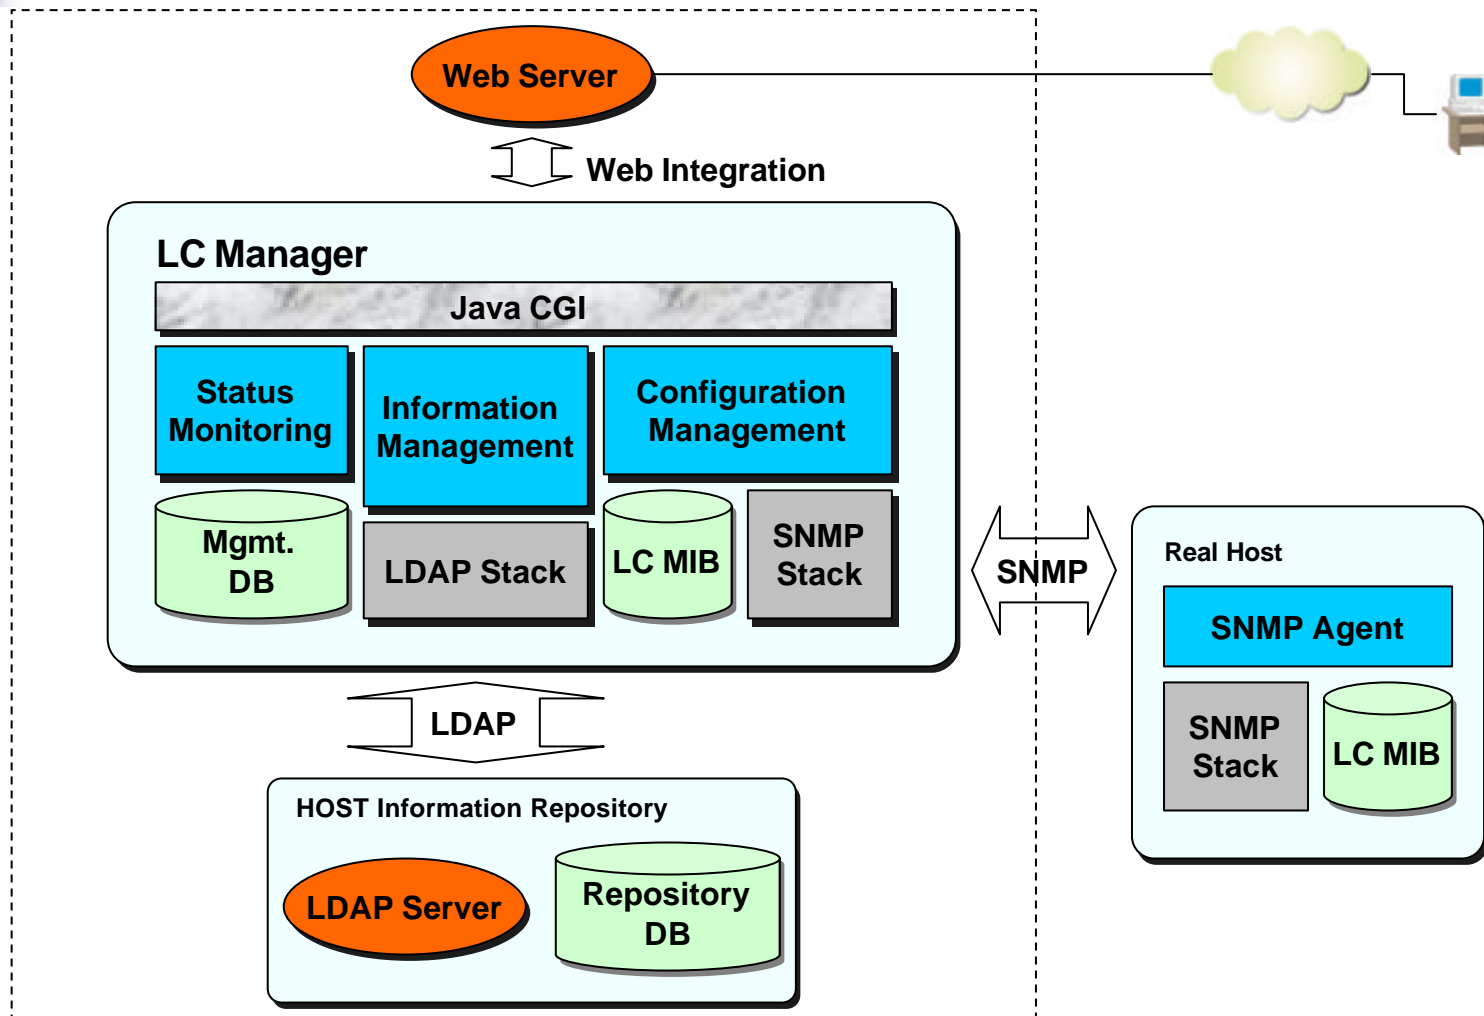 Web Server
Web Integration
LC Manager
Java CGI
Status
Monitoring
Information
Management
Configuration
Management
Mgmt.
DB
LDAP Stack
LC MIB
SNMP
Stack
SNMP
Real Host
SNMP Agent
SNMP
Stack
LC MIB
LDAP
HOST Information Repository
LDAP Server
Repository
DB